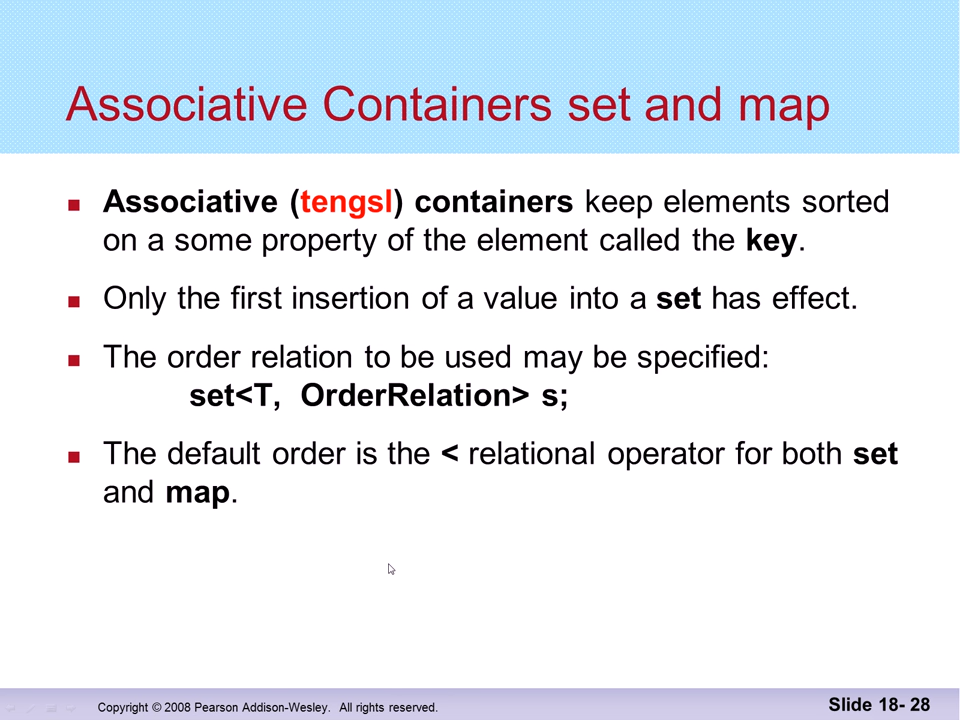 Associative Containers set and map
Associative (tengsl) containers keep elements sorted
on a some property of the element called the key.
Only the first insertion of a value into a set has effect.
The order relation to be used may be specified:
set<T, OrderRelation> s;
The default order is the < relational operator for both set
and map.
Copyright © 2008 Pearson Addison-Wesley. All rights reserved.
Slide 18- 28